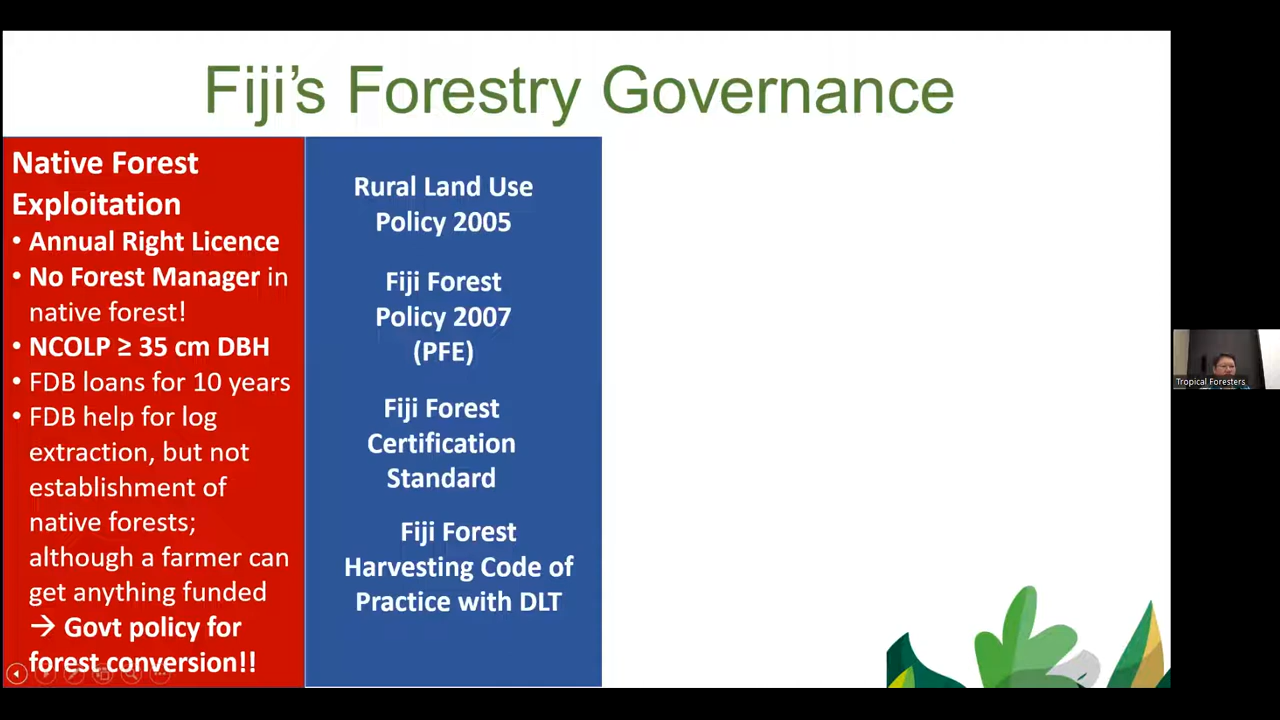 Fiji's Forestry Governance
Native Forest
Exploitation
• Annual Right Licence
• No Forest Manager in
native forest!
• NCOLP ≥ 35 cm DBH
• FDB loans for 10 years
• FDB help for log
extraction, but not
establishment of
native forests;
although a farmer can
get anything funded
→ Govt policy for
forest conversion!!
Rural Land Use
Policy 2005
Fiji Forest
Policy 2007
(PFE)
Fiji Forest
Certification
Standard
Fiji Forest
Harvesting Code of
Practice with DLT
Tropical Foresters